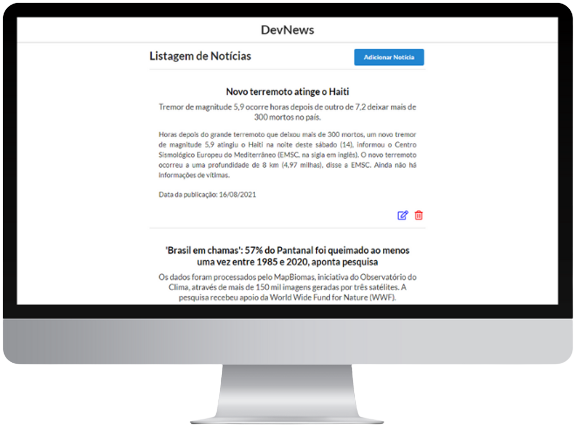 DevNews
Listagem de Notícias
Adicionar Notícia
Novo terremoto atinge o Haiti
Tremor de magnitude 5,9 ocorre horas depois de outro de 7,2 deixar mais de
300 mortos no país.
Horas depois do grande terremoto que deixou mais de 300 mortos, um novo tremor
de magnitude 5,9 atingiu o Haiti na noite deste sábado (14), informou o Centro
Sismológico Europeu do Mediterrâneo (EMSC, na sigla em inglês). O novo terremoto
ocorreu a uma profundidade de 8 km (4,97 milhas), disse a EMSC. Ainda não há
informações de vítimas.
Data da publicação: 16/08/2021
'Brasil em chamas': 57% do Pantanal foi queimado ao menos
uma vez entre 1985 e 2020, aponta pesquisa
Os dados foram processados pelo MapBiomas, iniciativa do Observatório do
Clima, através de mais de 150 mil imagens geradas por três satélites. A
pesquisa recebeu apoio da World Wide Fund for Nature (WWF).